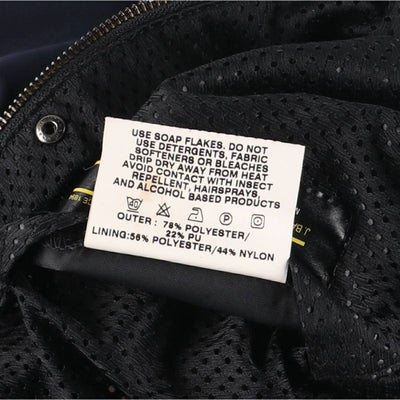 USE SOAP FLAKES. DO NOT
USE DETERGENTS, FABRIC
SOFTENERS OR BLEACHES
DRIP DRY AWAY FROM HEAT
AVOID CONTACT WITH INSECT
REPELLENT, HAIRSPRAYS,
AND ALCOHOL BASED PRODUCTS
OUTER: 78% POLYESTER/
22% PU
LINING:56% POLYESTER/44% NYLON